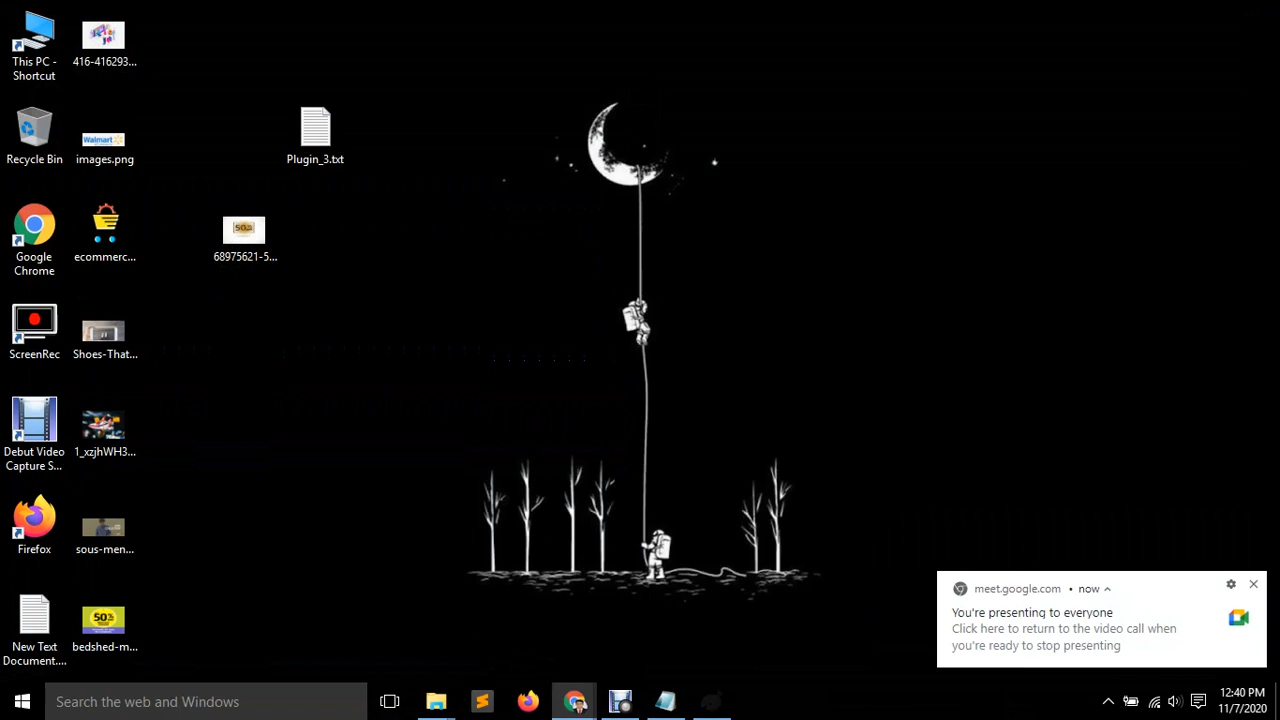 This PC -
Shortcut
416-416293...
Recycle Bin
Walmart
images.png
Plugin_3.txt
Google
Chrome
ecommerc...
50%
68975621-5...
ScreenRec
Shoes-That...
Debut Video
Capture S...
1_xzjhWH3...
Firefox
sous-men...
New Text
Document....
50%
bedshed-m...
meet.google.com • now
You're presenting to everyone
Click here to return to the video call when
you're ready to stop presenting
Search the web and Windows
12:40 PM
11/7/2020